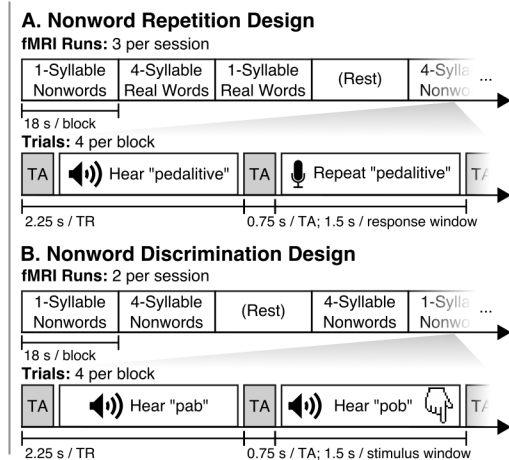 A. Nonword Repetition Design
fMRI Runs: 3 per session
1-Syllable Nonwords 4-Syllable Real Words 1-Syllable Real Words (Rest) 4-Sylla Nonwo ...
18 s / block
Trials: 4 per block
TA Hear "pedalitive" TA Repeat "pedalitive" TA
2.25 s / TR 0.75 s / TA; 1.5 s / response window
B. Nonword Discrimination Design
fMRI Runs: 2 per session
1-Syllable Nonwords 4-Syllable Nonwords (Rest) 4-Syllable Nonwords 1-Sylla Nonwo ...
18 s / block
Trials: 4 per block
TA Hear "pab" TA Hear "pob" TA
2.25 s / TR 0.75 s / TA; 1.5 s / stimulus window